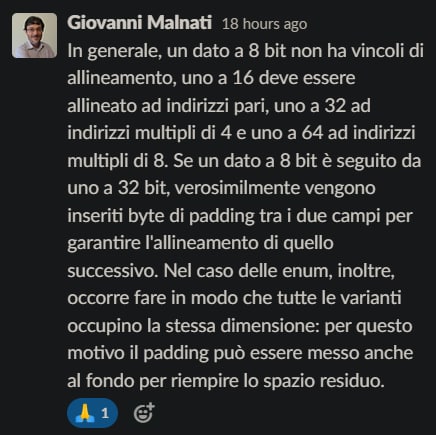 Giovanni Malnati 18 hours ago
In generale, un dato a 8 bit non ha vincoli di
allineamento, uno a 16 deve essere
allineato ad indirizzi pari, uno a 32 ad
indirizzi multipli di 4 e uno a 64 ad indirizzi
multipli di 8. Se un dato a 8 bit è seguito da
uno a 32 bit, verosimilmente vengono
inseriti byte di padding tra i due campi per
garantire l'allineamento di quello
successivo. Nel caso delle enum, inoltre,
occorre fare in modo che tutte le varianti
occupino la stessa dimensione: per questo
motivo il padding può essere messo anche
al fondo per riempire lo spazio residuo.
1